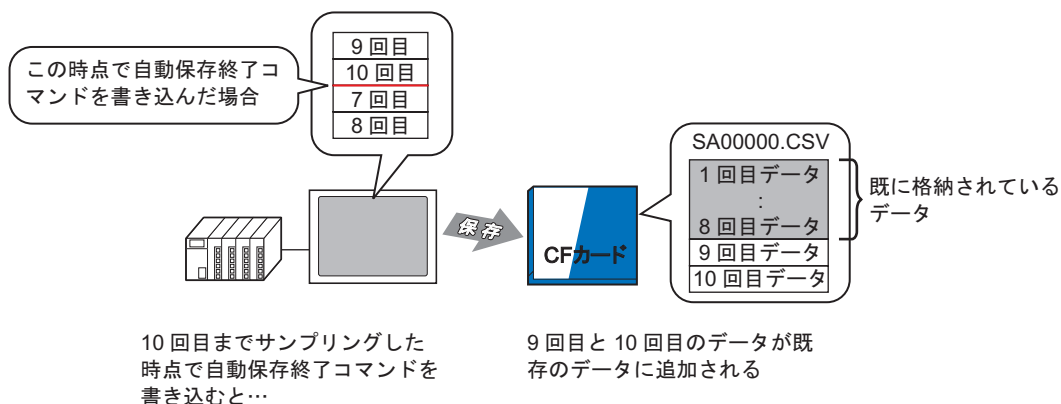 この時点で自動保存終了コ
マンドを書き込んだ場合
9 回目
10 回目
7 回目
8 回目
保存
CFカード
SA00000.CSV
1 回目データ
:
8 回目データ
9 回目データ
10 回目データ
既に格納されている
データ
10 回目までサンプリングした
時点で自動保存終了コマンドを
書き込むと…
9 回目と 10 回目のデータが既
存のデータに追加される